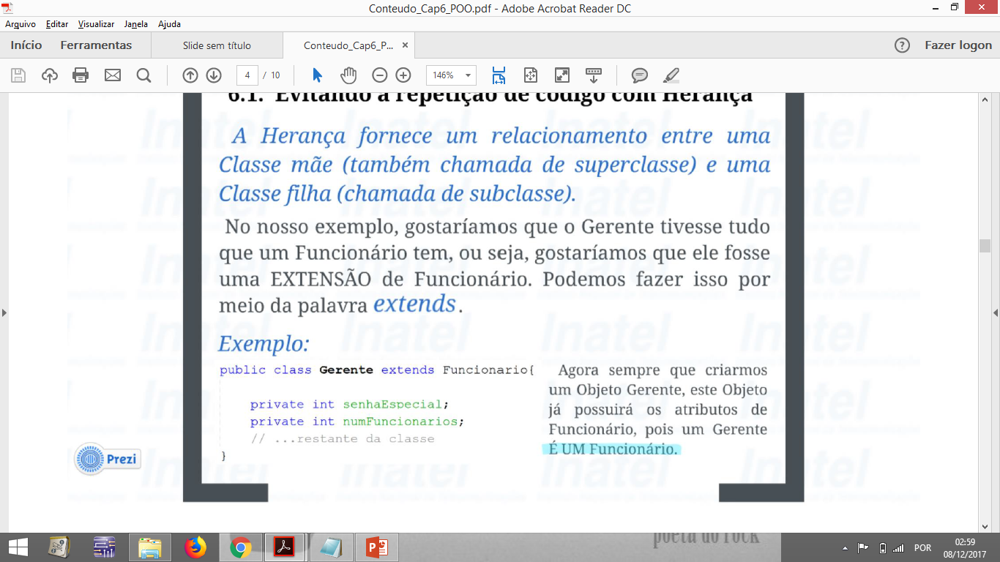 Conteudo_Cap6_POO.pdf - Adobe Acrobat Reader DC
Arquivo Editar Visualizar Janela Ajuda
Início Ferramentas Slide sem título Conteudo_Cap6_P... × Fazer logon
4 / 10 146%
6.1. Evitando a repetição de código com Herança
A Herança fornece um relacionamento entre uma
Classe mãe (também chamada de superclasse) e uma
Classe filha (chamada de subclasse).
No nosso exemplo, gostaríamos que o Gerente tivesse tudo
que um Funcionário tem, ou seja, gostaríamos que ele fosse
uma EXTENSÃO de Funcionário. Podemos fazer isso por
meio da palavra extends.
Exemplo:
public class Gerente extends Funcionario{
private int senhaEspecial;
private int numFuncionarios;
// ...restante da classe
}
Agora sempre que criarmos
um Objeto Gerente, este Objeto
já possuirá os atributos de
Funcionário, pois um Gerente
É UM Funcionário.
Prezi
Inatel
poeta do rock
POR
02:59
08/12/2017